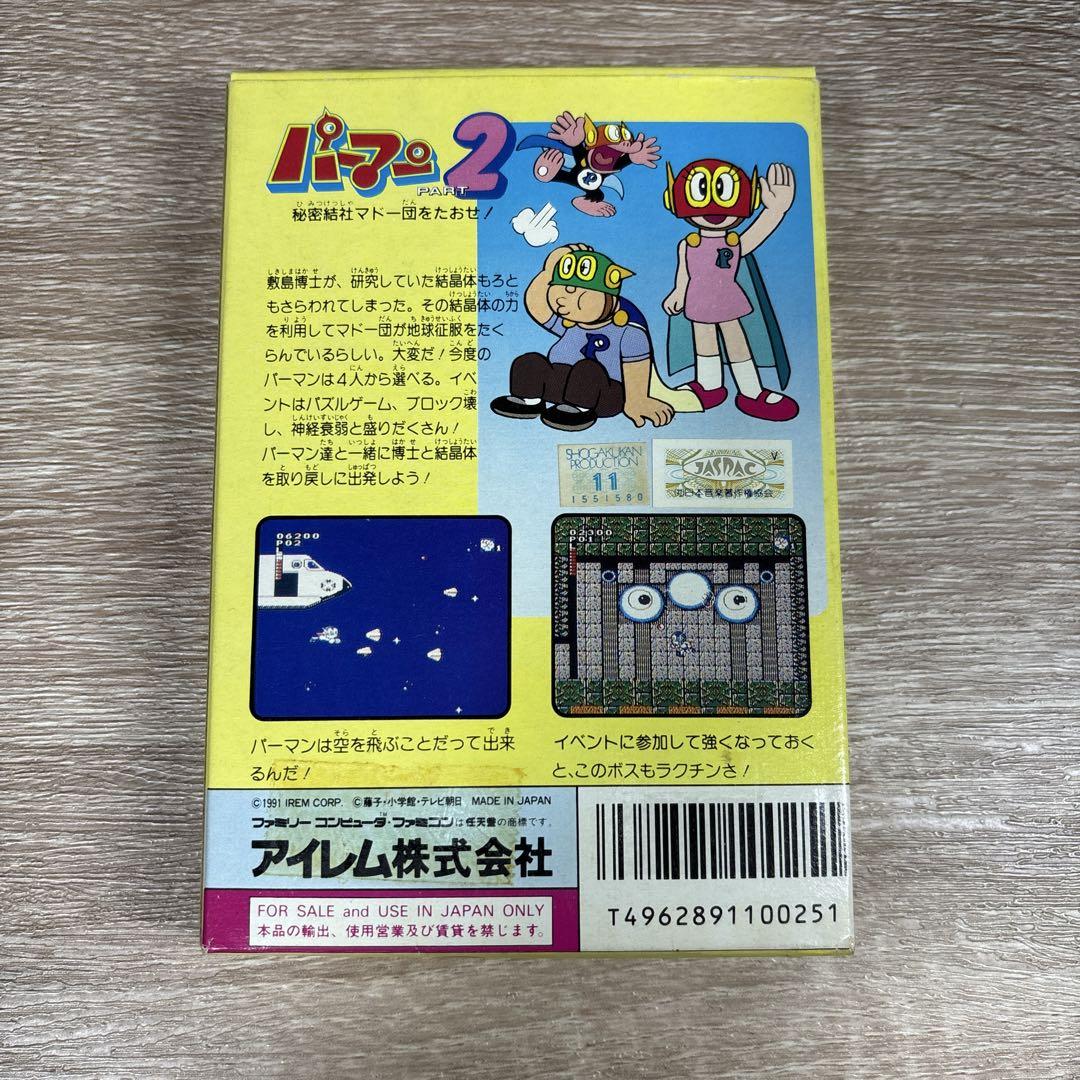 パーマン PART 2
秘密結社マドー団をたおせ!
敷島博士が、研究していた結晶体もろと
もさらわれてしまった。その結晶体の力
を利用してマドー団が地球征服をたく
らんでいるらしい。大変だ!今度の
パーマンは4人から選べる。イベ
ントはパズルゲーム、ブロック壊
し、神経衰弱と盛りだくさん!
パーマン達と一緒に博士と結晶体
を取り戻しに出発しよう!
SHOGAKUKAN
PRODUCTION
11
1551580
V
JASRAC
日本音楽著作権協会
06200
P02
1
02300
P01
1
パーマンは空を飛ぶことだって出来
るんだ!
イベントに参加して強くなっておく
と、このボスもラクチンさ!
©1991 IREM CORP. ©藤子・小学館・テレビ朝日 MADE IN JAPAN
ファミリー コンピュータ™・ファミコンは任天堂の商標です。
アイレム株式会社
FOR SALE and USE IN JAPAN ONLY
本品の輸出、使用営業及び賃貸を禁じます。
T4962891100251